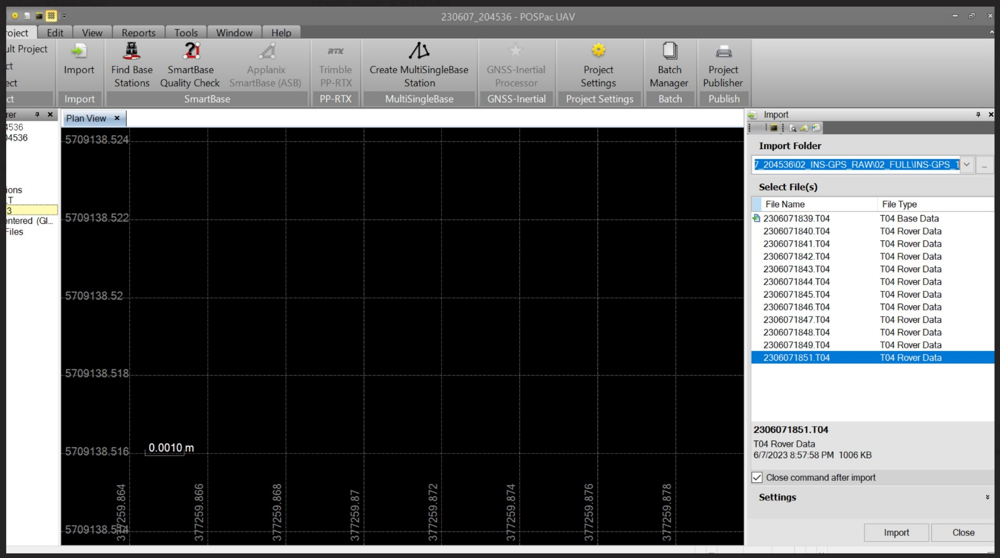 230607_204536 - POSPac UAV
oject Edit View Reports Tools Window Help
ult Project
ct
ect
ct
Import
Import
Find Base Stations
SmartBase Quality Check
Applanix SmartBase (ASB)
SmartBase
RTX
Trimble PP-RTX
PP-RTX
Create MultiSingleBase Station
MultiSingleBase
GNSS-Inertial Processor
GNSS-Inertial
Project Settings
Project Settings
Batch Manager
Batch
Project Publisher
Publish
rer
4536
04536
ions
LT
3
entered (Gl...
Files
Plan View
5709138.524
5709138.522
5709138.52
5709138.518
5709138.516
5709138.514
0.0010 m
377259.864
377259.866
377259.868
377259.87
377259.872
377259.874
377259.876
377259.878
Import
Import Folder
7_204536\02_INS-GPS_RAW\02_FULL\INS-GPS_1
...
Select File(s)
File Name File Type
2306071839.T04 T04 Base Data
2306071840.T04 T04 Rover Data
2306071841.T04 T04 Rover Data
2306071842.T04 T04 Rover Data
2306071843.T04 T04 Rover Data
2306071844.T04 T04 Rover Data
2306071845.T04 T04 Rover Data
2306071846.T04 T04 Rover Data
2306071847.T04 T04 Rover Data
2306071848.T04 T04 Rover Data
2306071849.T04 T04 Rover Data
2306071851.T04 T04 Rover Data
2306071851.T04
T04 Rover Data
6/7/2023 8:57:58 PM 1006 KB
Close command after import
Settings
Import Close